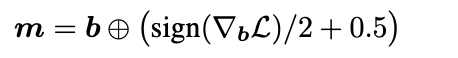 m = b ⊕ (sign(∇_b ℒ)/2 + 0.5)